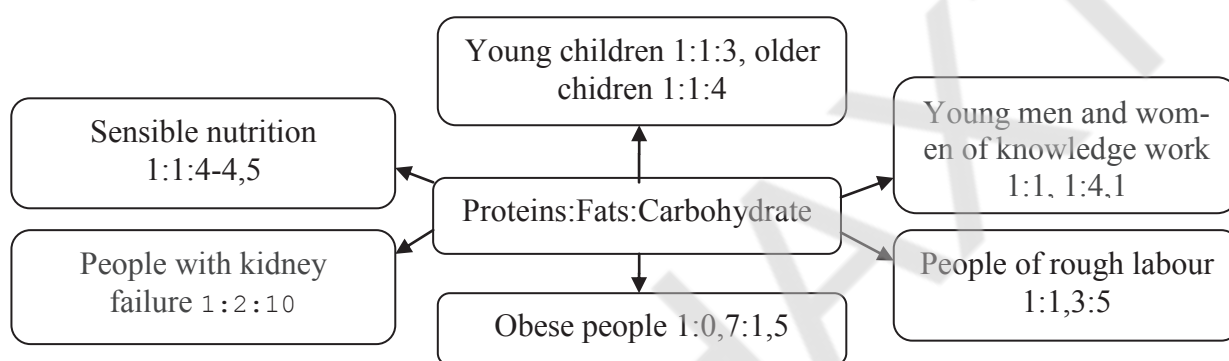 Young children 1:1:3, older
chidren 1:1:4
Sensible nutrition
1:1:4-4,5
Young men and wom-
en of knowledge work
1:1, 1:4,1
Proteins:Fats:Carbohydrate
People with kidney
failure 1:2:10
People of rough labour
1:1,3:5
Obese people 1:0,7:1,5